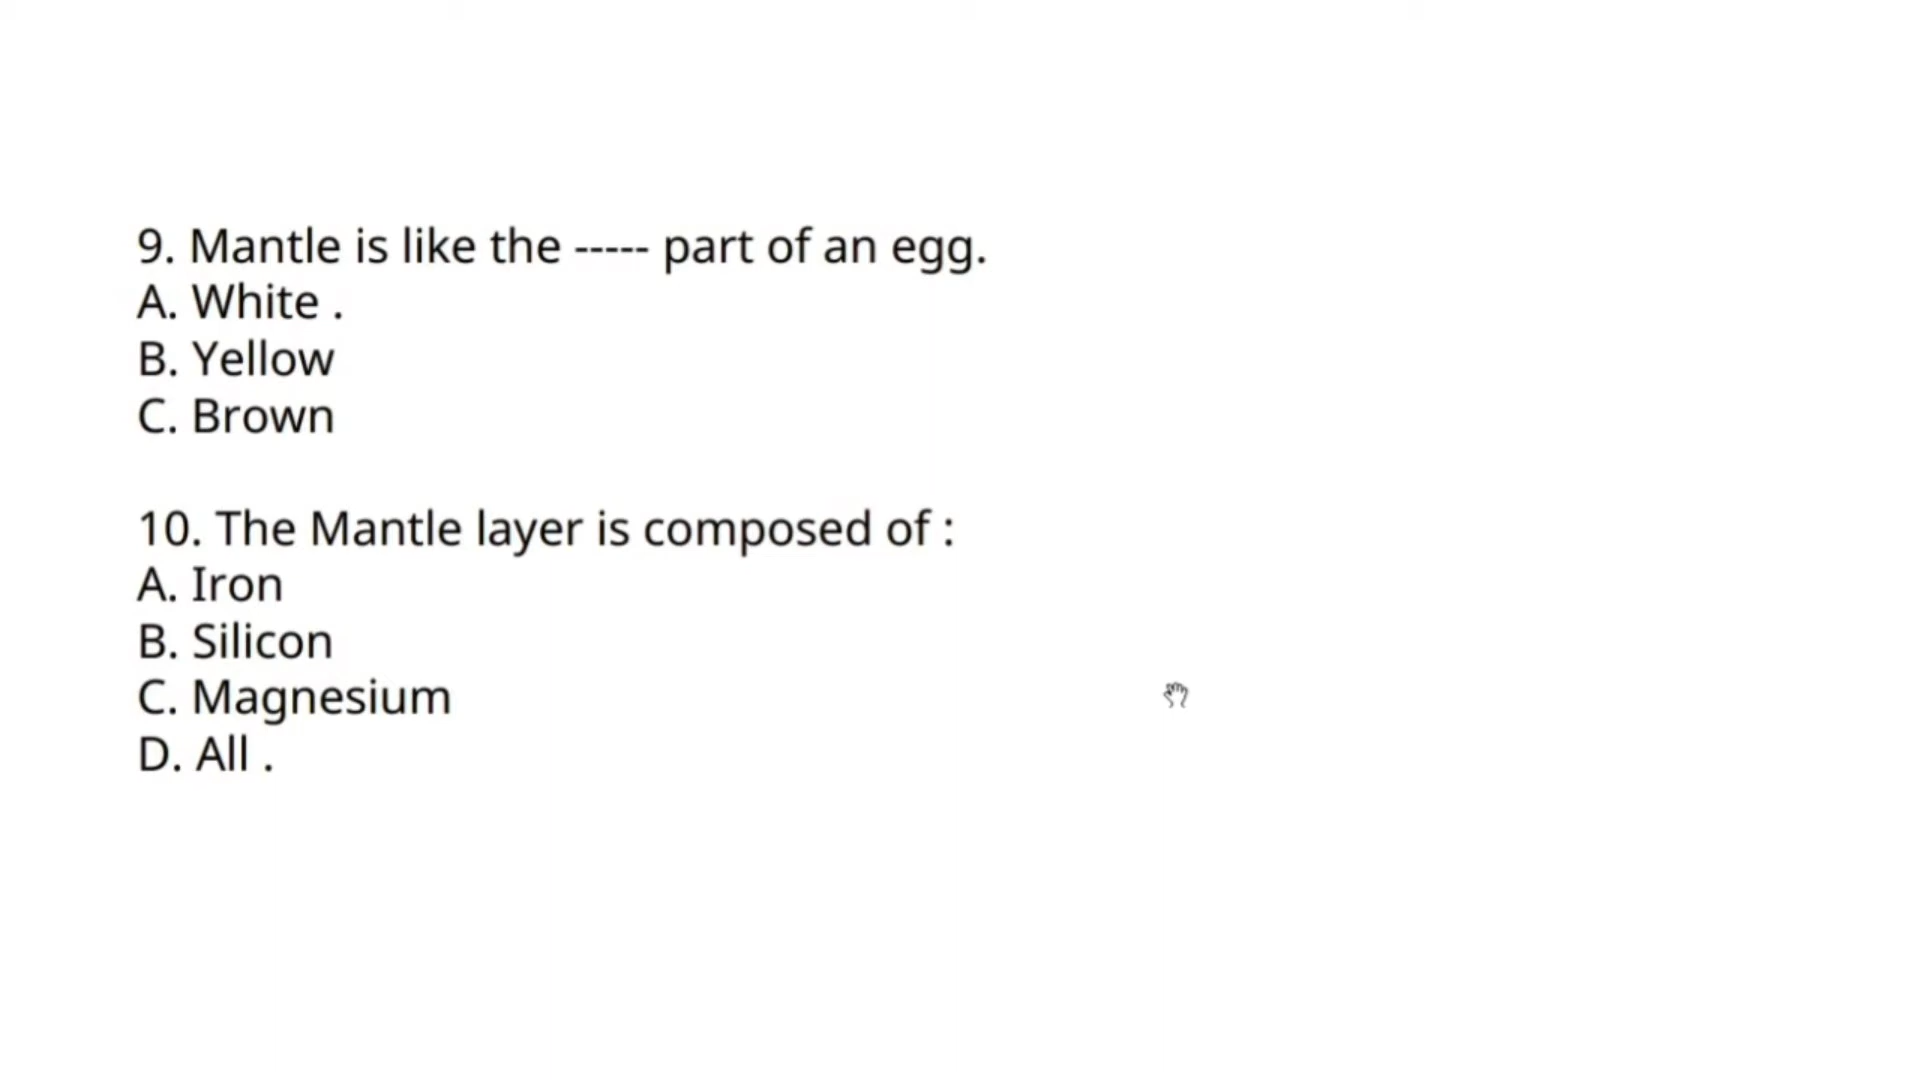 9. Mantle is like the ----- part of an egg.
A. White .
B. Yellow
C. Brown
10. The Mantle layer is composed of :
A. Iron
B. Silicon
C. Magnesium
D. All .